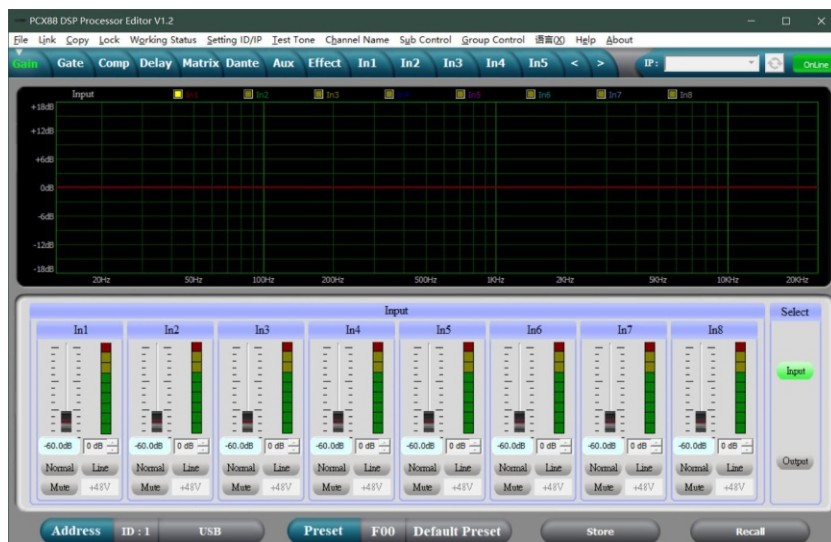 PCX88 DSP Processor Editor V1.2
File Link Copy Lock Working Status Setting ID/IP Test Tone Channel Name Sub Control Group Control 语言(X) Help About
Gain Gate Comp Delay Matrix Dante Aux Effect In1 In2 In3 In4 In5 < > IP: OnLine
Input In1 In2 In3 In5 In6 In7 In8
+18dB
+12dB
+6dB
0dB
-6dB
-12dB
-18dB
20Hz 50Hz 100Hz 200Hz 500Hz 1KHz 2KHz 5KHz 10KHz 20KHz
Input Select
In1 In2 In3 In4 In5 In6 In7 In8
Input
-60.0dB 0 dB -60.0dB 0 dB -60.0dB 0 dB -60.0dB 0 dB -60.0dB 0 dB -60.0dB 0 dB -60.0dB 0 dB -60.0dB 0 dB
Normal Line Normal Line Normal Line Normal Line Normal Line Normal Line Normal Line Normal Line Output
Mute +48V Mute +48V Mute +48V Mute +48V Mute +48V Mute +48V Mute +48V Mute +48V
Address ID : 1 USB Preset F00 Default Preset Store Recall